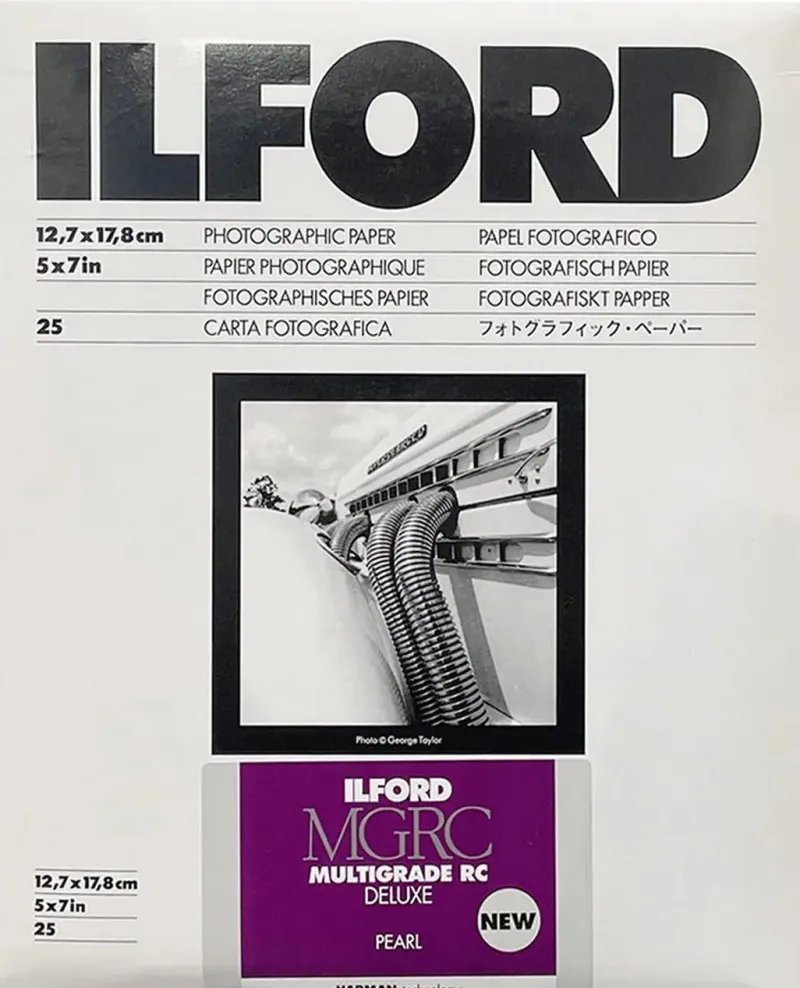 ILFORD
12,7x17,8cm PHOTOGRAPHIC PAPER PAPEL FOTOGRAFICO
5x7in PAPIER PHOTOGRAPHIQUE FOTOGRAFISCH PAPIER
FOTOGRAPHISCHES PAPIER FOTOGRAFISKT PAPPER
25 CARTA FOTOGRAFICA フォトグラフィック・ペーパー
Photo © George Taylor
ILFORD
MGRC
MULTIGRADE RC
DELUXE
NEW
PEARL
12,7x17,8cm
5x7in
25
HARMAN technology